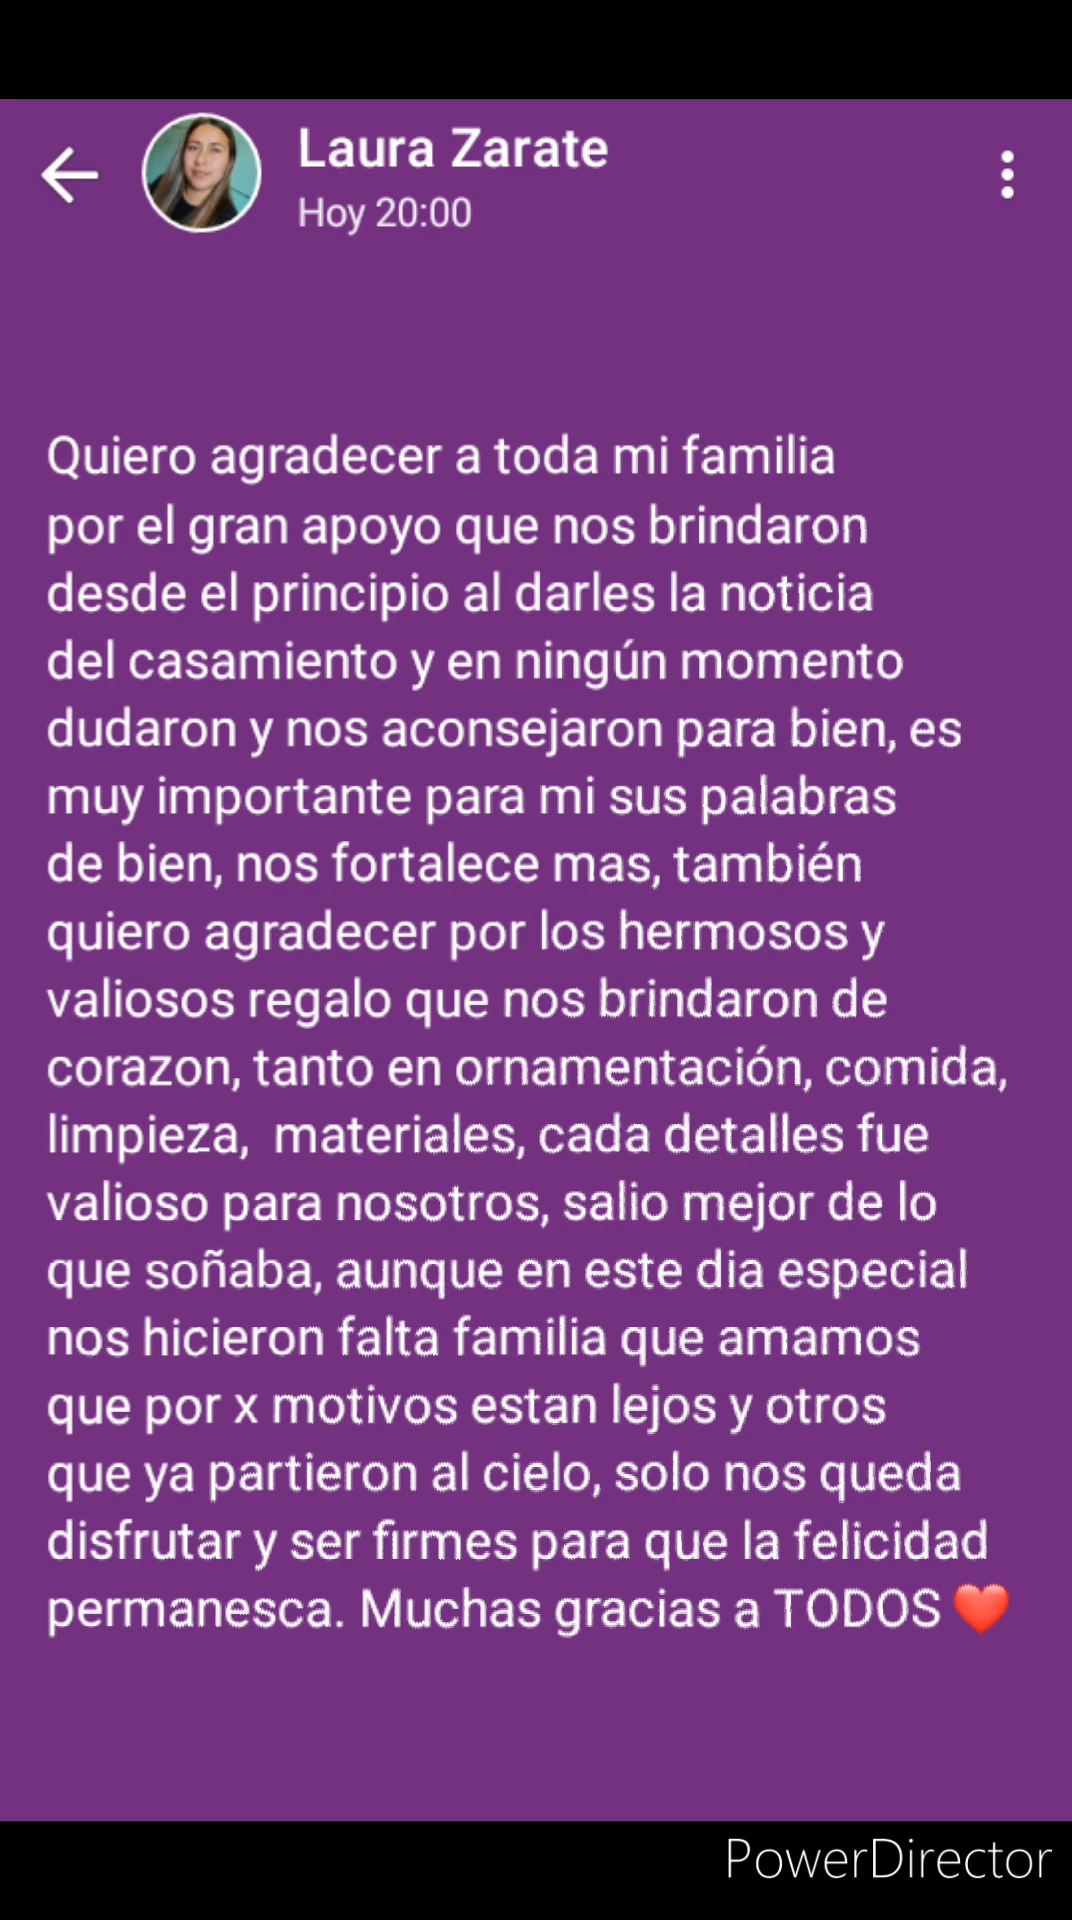 Laura Zarate
Hoy 20:00
Quiero agradecer a toda mi familia
por el gran apoyo que nos brindaron
desde el principio al darles la noticia
del casamiento y en ningún momento
dudaron y nos aconsejaron para bien, es
muy importante para mi sus palabras
de bien, nos fortalece mas, también
quiero agradecer por los hermosos y
valiosos regalo que nos brindaron de
corazon, tanto en ornamentación, comida,
limpieza,  materiales, cada detalles fue
valioso para nosotros, salio mejor de lo
que soñaba, aunque en este dia especial
nos hicieron falta familia que amamos
que por x motivos estan lejos y otros
que ya partieron al cielo, solo nos queda
disfrutar y ser firmes para que la felicidad
permanesca. Muchas gracias a TODOS ❤️
PowerDirector